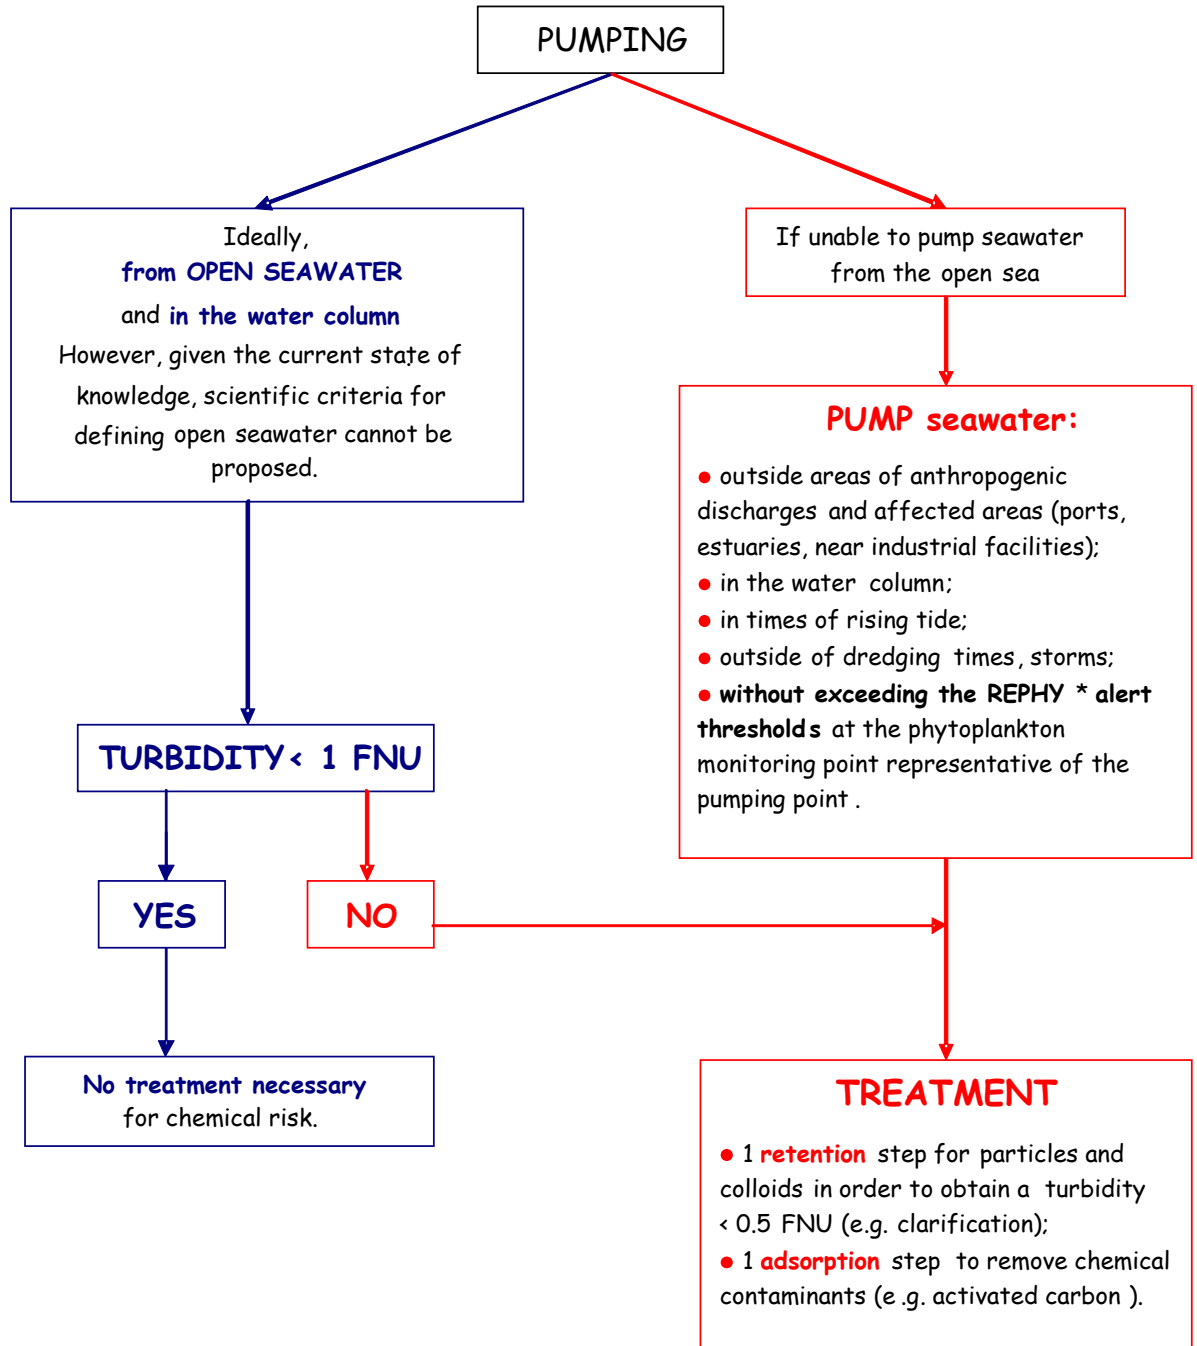 PUMPING
Ideally,
from OPEN SEAWATER
and in the water column
However, given the current state of
knowledge, scientific criteria for
defining open seawater cannot be
proposed.
If unable to pump seawater
from the open sea
PUMP seawater:
● outside areas of anthropogenic
discharges and affected areas (ports,
estuaries, near industrial facilities);
● in the water column;
● in times of rising tide;
● outside of dredging times, storms;
● without exceeding the REPHY * alert
thresholds at the phytoplankton
monitoring point representative of the
pumping point .
TURBIDITY < 1 FNU
YES
NO
No treatment necessary
for chemical risk.
TREATMENT
● 1 retention step for particles and
colloids in order to obtain a turbidity
< 0.5 FNU (e.g. clarification);
● 1 adsorption step to remove chemical
contaminants (e .g. activated carbon ).